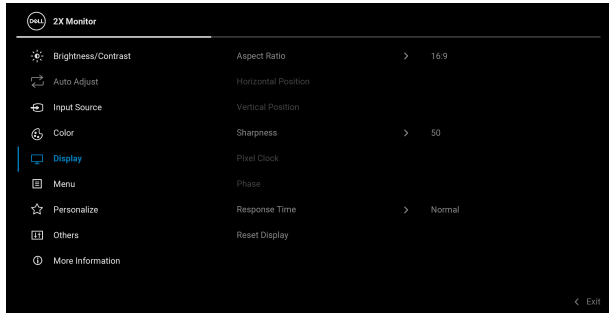 DELL 2X Monitor
Brightness/Contrast Aspect Ratio > 16:9
Auto Adjust Horizontal Position
Input Source Vertical Position
Color Sharpness > 50
Display Pixel Clock
Menu Phase
Personalize Response Time > Normal
Others Reset Display
More Information
< Exit